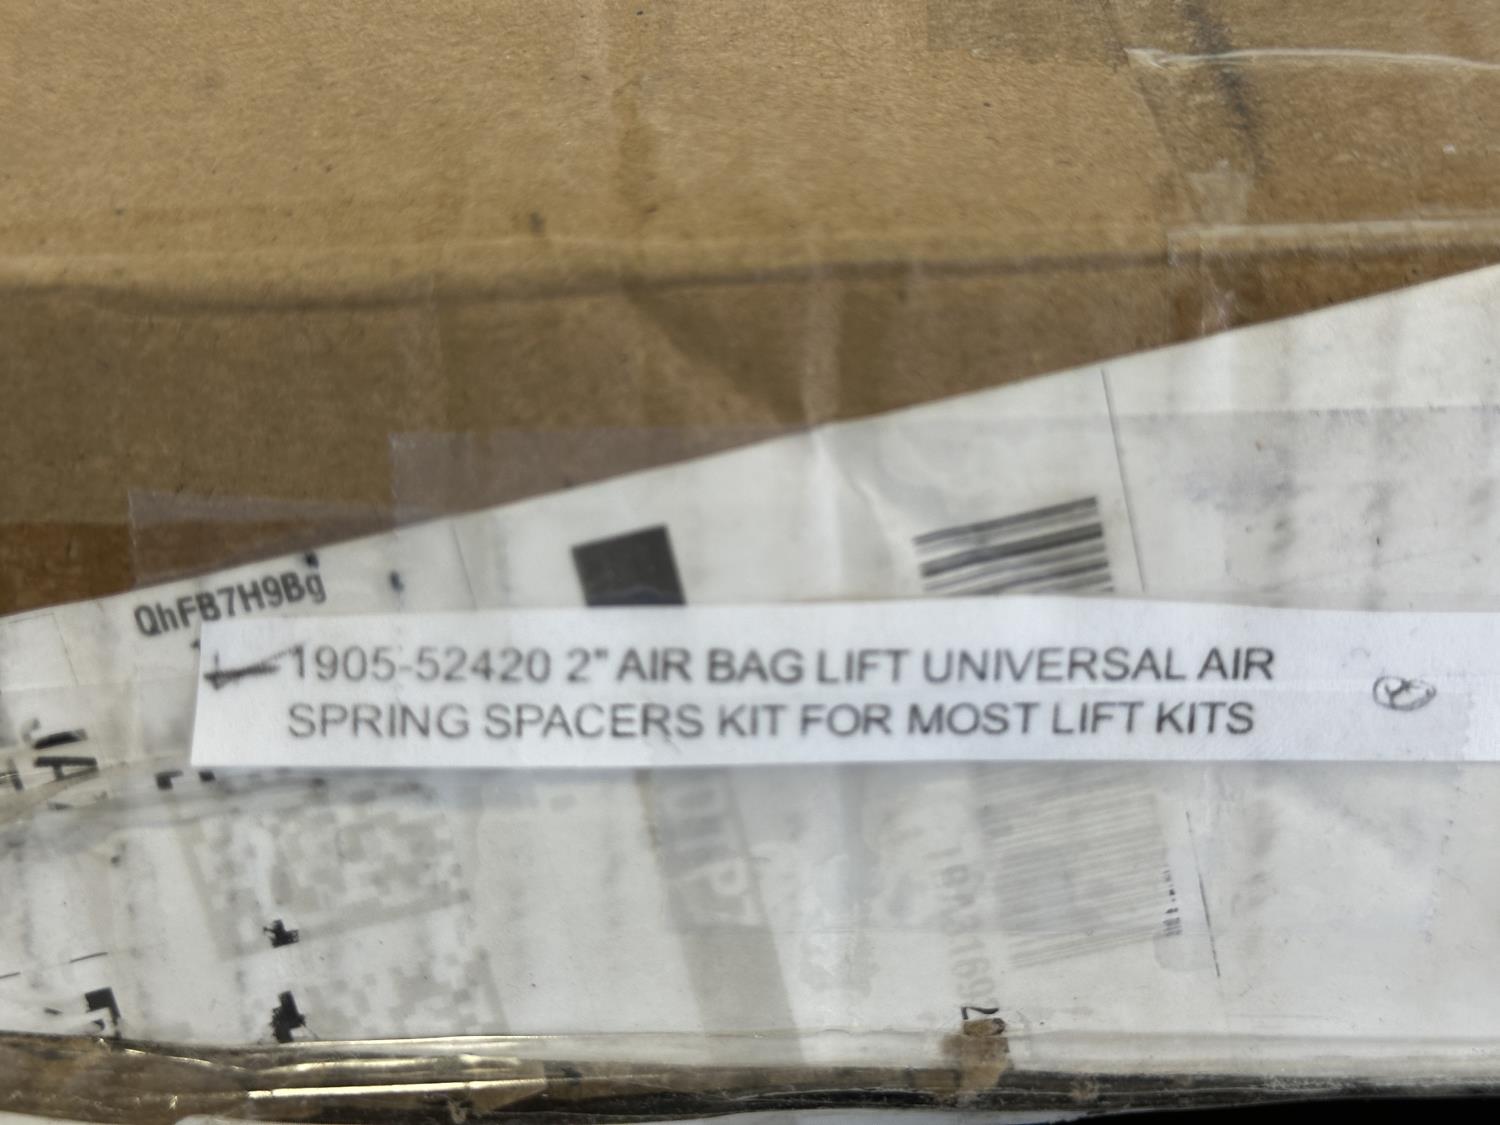 QhFB7H9Bg
1905-52420 2" AIR BAG LIFT UNIVERSAL AIR
SPRING SPACERS KIT FOR MOST LIFT KITS